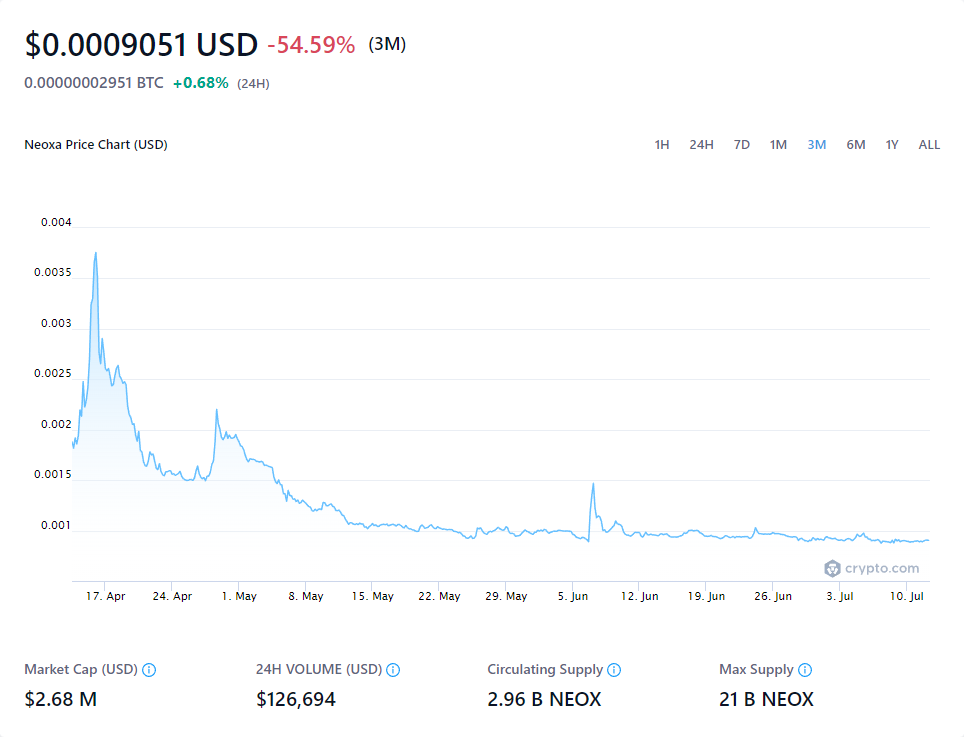 $0.0009051 USD -54.59% (3M)
0.00000002951 BTC +0.68% (24H)
Neoxa Price Chart (USD) 1H 24H 7D 1M 3M 6M 1Y ALL
0.004
0.0035
0.003
0.0025
0.002
0.0015
0.001
crypto.com
17. Apr 24. Apr 1. May 8. May 15. May 22. May 29. May 5. Jun 12. Jun 19. Jun 26. Jun 3. Jul 10. Jul
Market Cap (USD) 24H VOLUME (USD) Circulating Supply Max Supply
$2.68 M $126,694 2.96 B NEOX 21 B NEOX